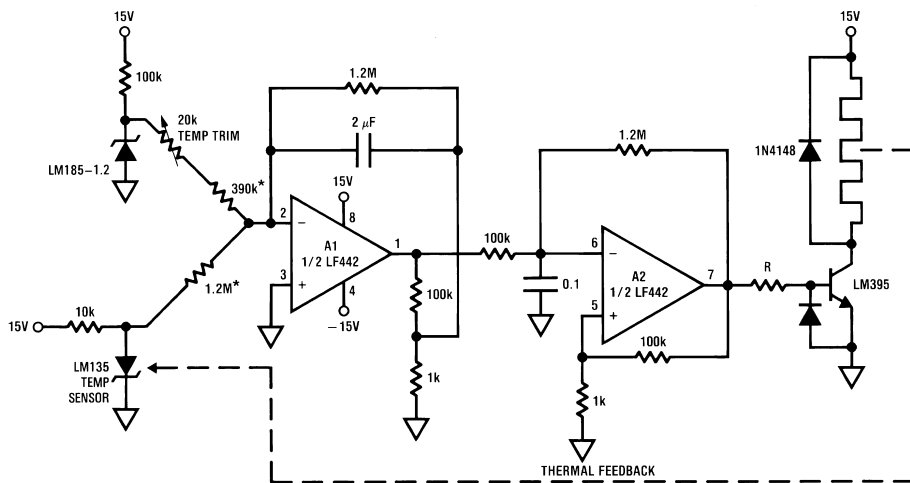 15V
100k
20k
TEMP TRIM
LM185–1.2
390k*
1.2M*
15V
10k
LM135
TEMP
SENSOR
1.2M
2 μF
15V
2
8
–
A1
1/2 LF442
1
3
+
4
–15V
100k
1k
100k
0.1
1.2M
6
–
A2
1/2 LF442
7
5
+
100k
1k
R
15V
1N4148
LM395
THERMAL FEEDBACK